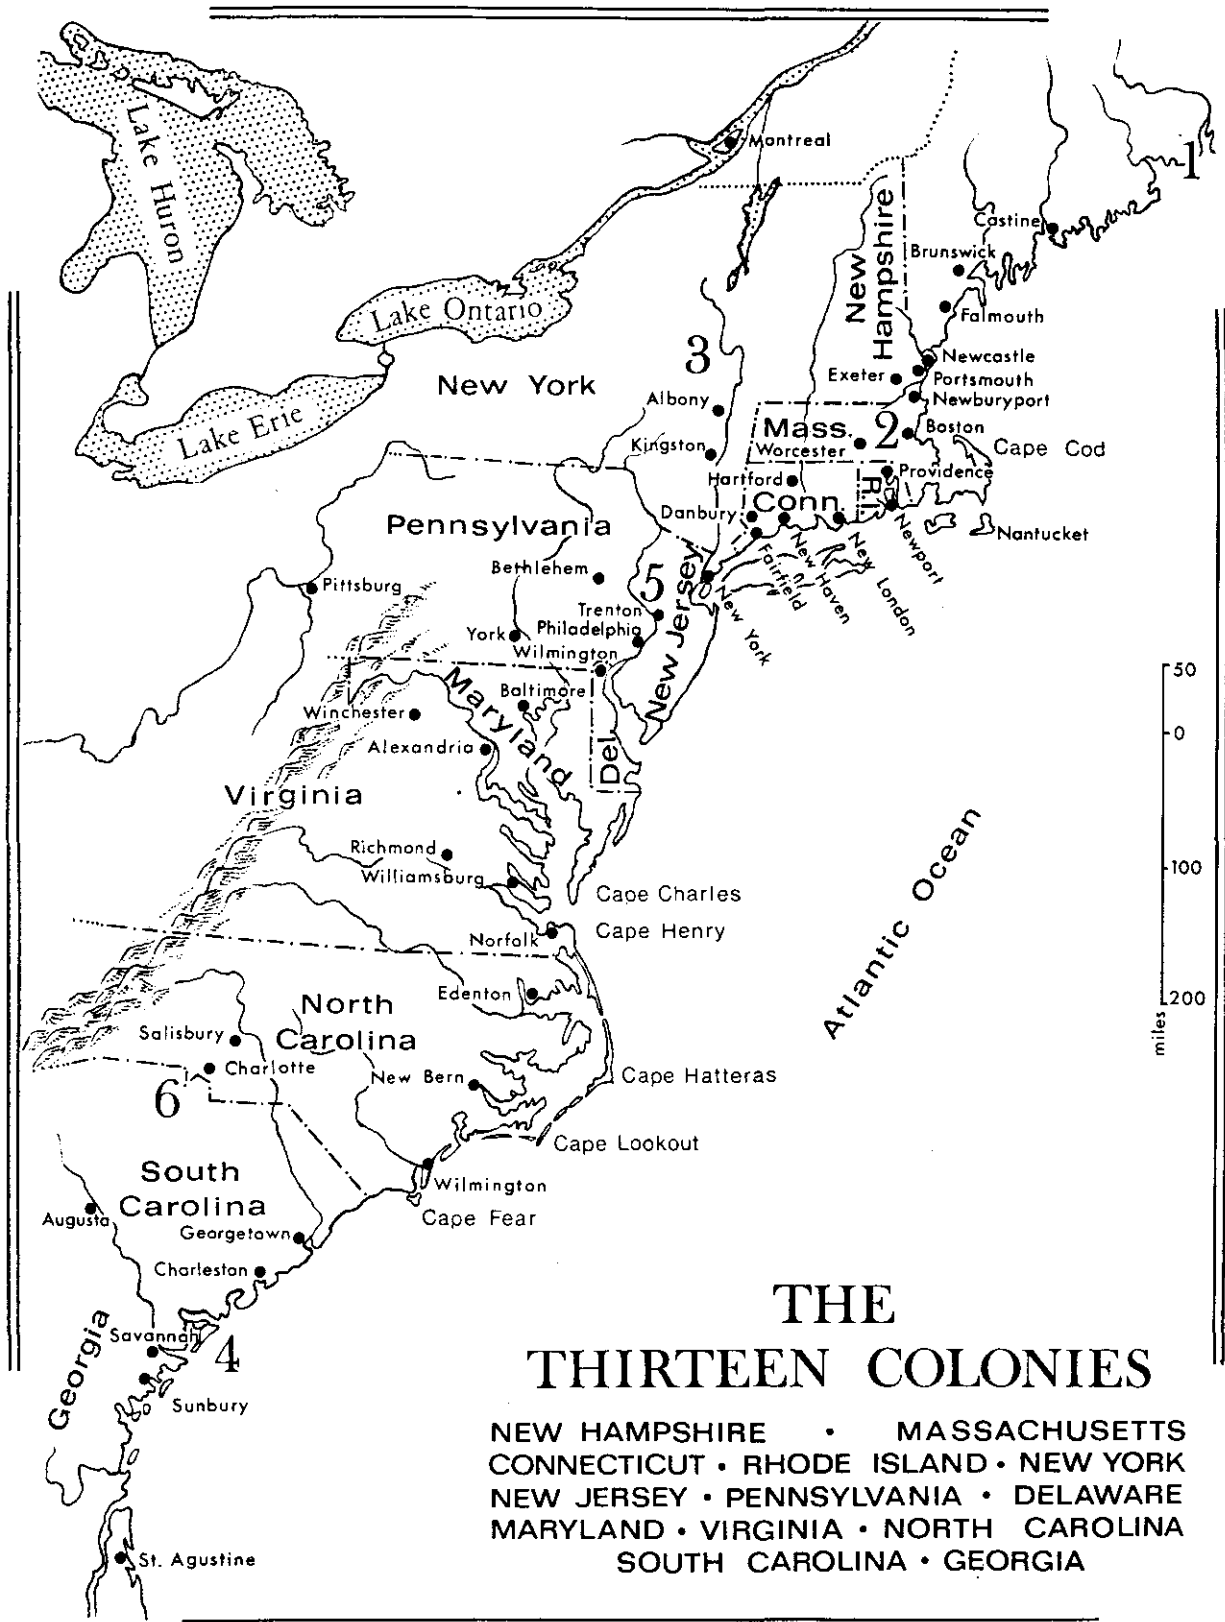 Lake Huron
Montreal
1
Castine
Brunswick
New
Hampshire
Lake Ontario
Falmouth
3
Newcastle
Exeter
Portsmouth
New York
Newburyport
Albony
Lake Erie
Mass.
2
Boston
Worcester
Cape Cod
Kingston
Providence
Hartford
R.I.
Conn.
Danbury
Pennsylvania
Nantucket
Newport
New London
New Haven
Fairfield
New York
Bethlehem
5
Pittsburg
Trenton
New Jersey
York
Philadelphia
Wilmington
50
Maryland
Baltimore
Winchester
0
Alexandria
Del.
Virginia
Richmond
100
Williamsburg
Cape Charles
Atlantic Ocean
Cape Henry
Norfolk
Edenton
North
Carolina
200
miles
Salisbury
Charlotte
New Bern
Cape Hatteras
6
Cape Lookout
South
Carolina
Wilmington
Augusta
Cape Fear
Georgetown
Charleston
Georgia
Savannah
4
Sunbury
St. Agustine
THE
THIRTEEN COLONIES
NEW HAMPSHIRE • MASSACHUSETTS
CONNECTICUT • RHODE ISLAND • NEW YORK
NEW JERSEY • PENNSYLVANIA • DELAWARE
MARYLAND • VIRGINIA • NORTH CAROLINA
SOUTH CAROLINA • GEORGIA